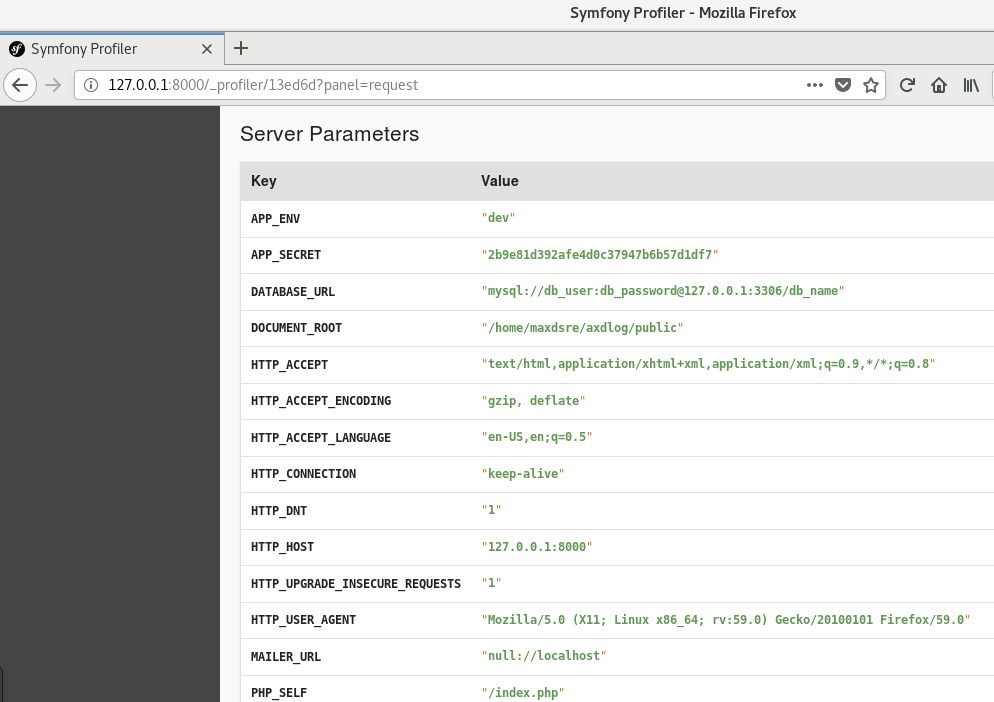 Symfony Profiler - Mozilla Firefox
Symfony Profiler
127.0.0.1:8000/_profiler/13ed6d?panel=request
Server Parameters
Key Value
APP_ENV "dev"
APP_SECRET "2b9e81d392afe4d0c37947b6b57d1df7"
DATABASE_URL "mysql://db_user:db_password@127.0.0.1:3306/db_name"
DOCUMENT_ROOT "/home/maxdsre/axdlog/public"
HTTP_ACCEPT "text/html,application/xhtml+xml,application/xml;q=0.9,*/*;q=0.8"
HTTP_ACCEPT_ENCODING "gzip, deflate"
HTTP_ACCEPT_LANGUAGE "en-US,en;q=0.5"
HTTP_CONNECTION "keep-alive"
HTTP_DNT "1"
HTTP_HOST "127.0.0.1:8000"
HTTP_UPGRADE_INSECURE_REQUESTS "1"
HTTP_USER_AGENT "Mozilla/5.0 (X11; Linux x86_64; rv:59.0) Gecko/20100101 Firefox/59.0"
MAILER_URL "null://localhost"
PHP_SELF "/index.php"